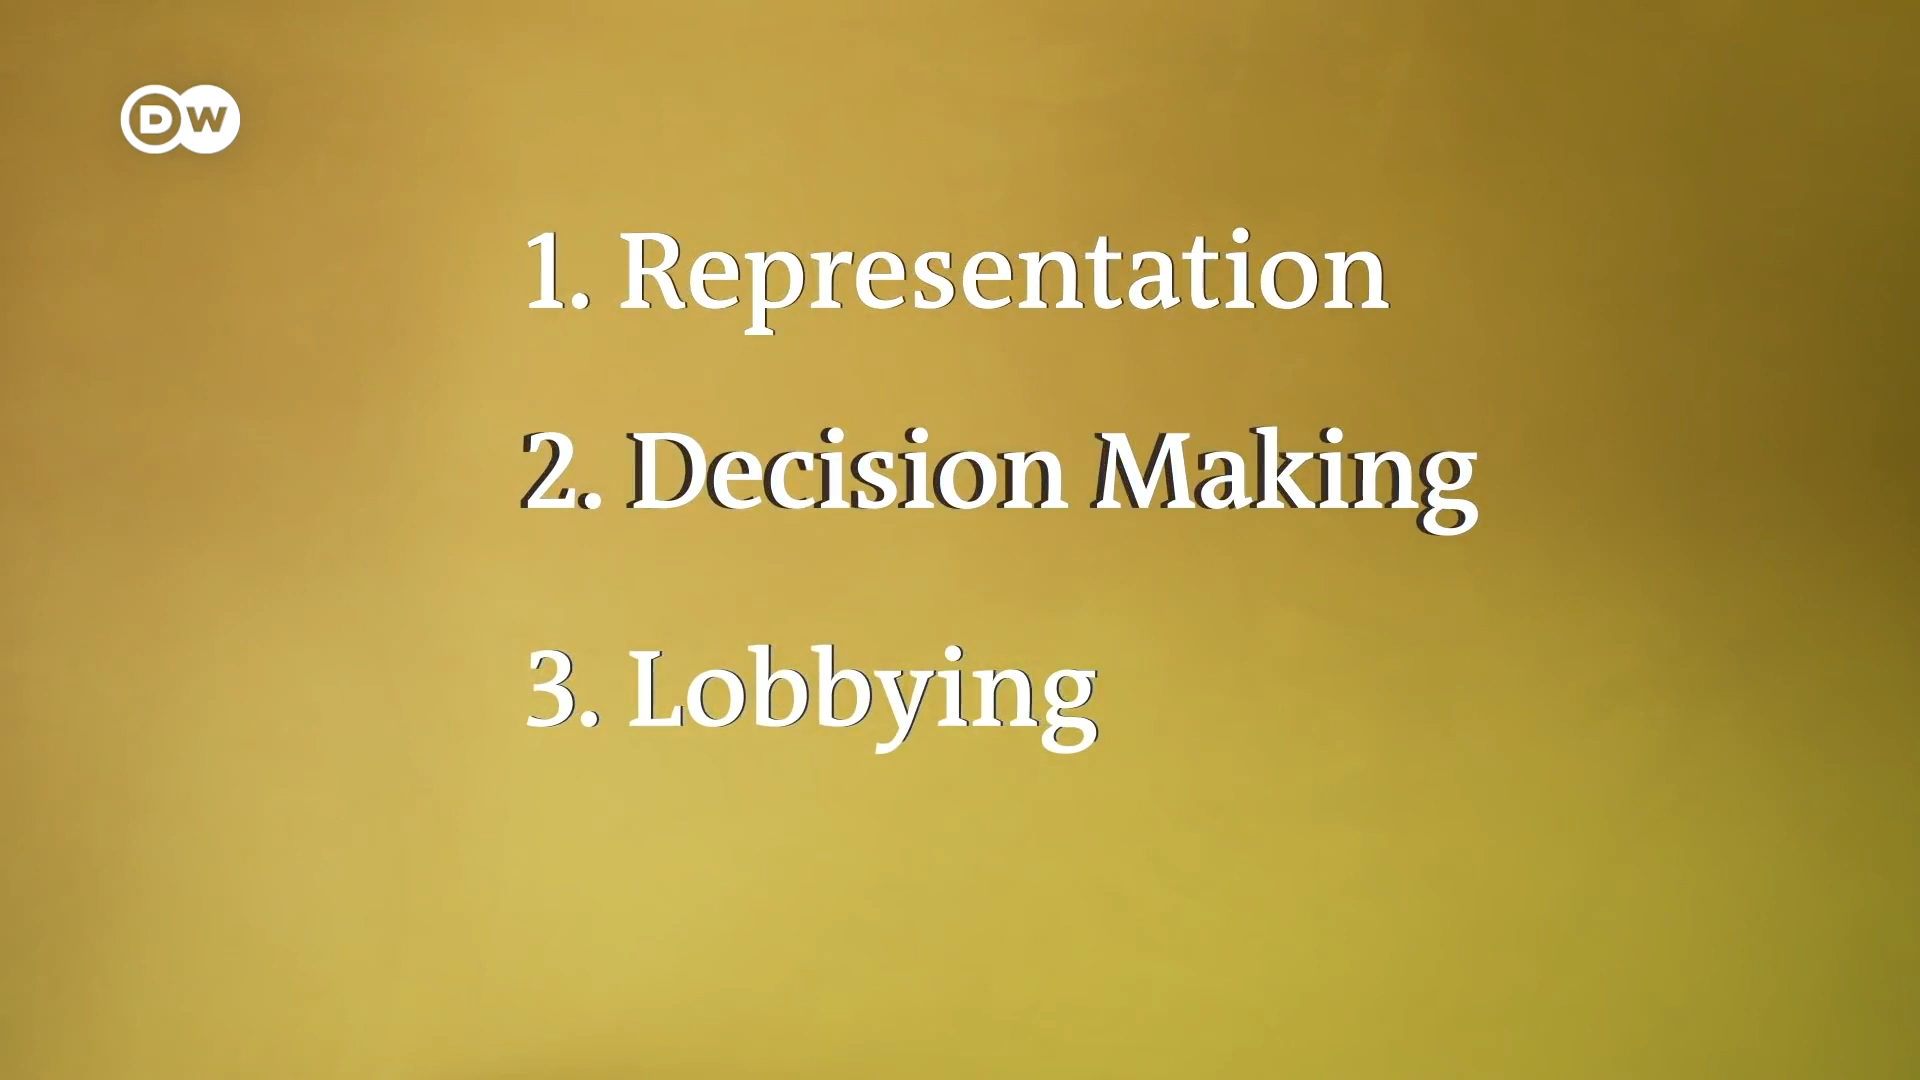 DW
1. Representation
2. Decision Making
3. Lobbying